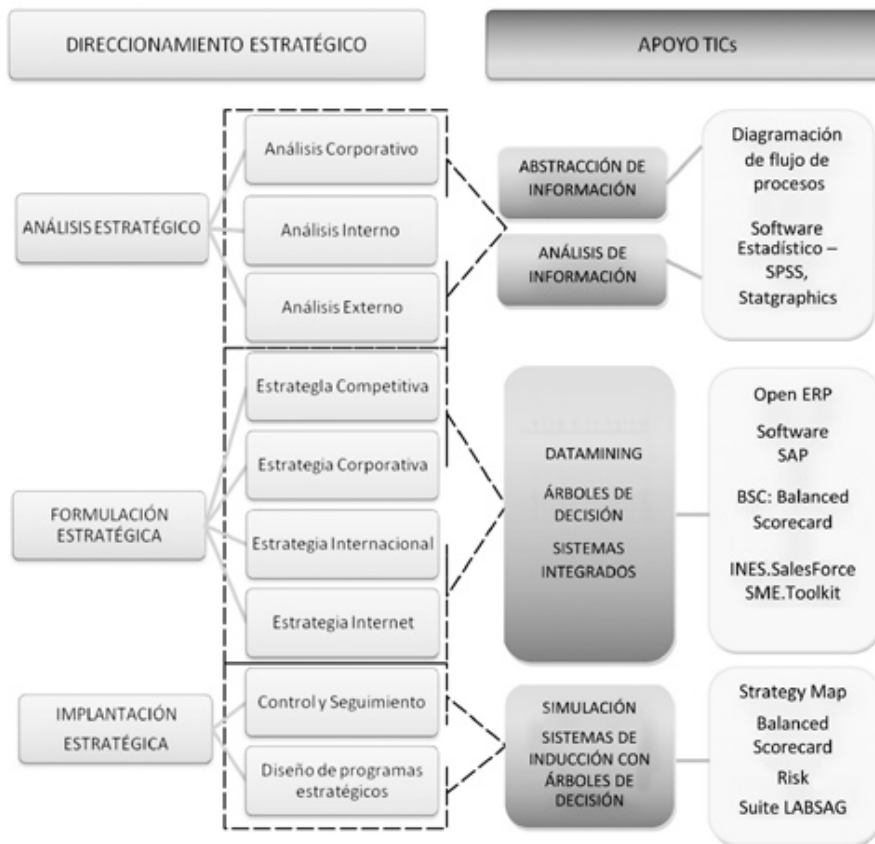 DIRECCIONAMIENTO ESTRATÉGICO
APOYO TICs
ANÁLISIS ESTRATÉGICO
Análisis Corporativo
Análisis Interno
Análisis Externo
ABSTRACCIÓN DE
INFORMACIÓN
ANÁLISIS DE
INFORMACIÓN
Diagramación
de flujo de
procesos
Software
Estadístico –
SPSS,
Statgraphics
FORMULACIÓN
ESTRATÉGICA
Estrategla Competitiva
Estrategia Corporativa
Estrategia Internacional
Estrategia Internet
DATAMINING
ÁRBOLES DE
DECISIÓN
SISTEMAS
INTEGRADOS
Open ERP
Software
SAP
BSC: Balanced
Scorecard
INES.SalesForce
SME.Toolkit
IMPLANTACIÓN
ESTRATÉGICA
Control y Seguimiento
Diseño de programas
estratégicos
SIMULACIÓN
SISTEMAS DE
INDUCCIÓN CON
ÁRBOLES DE
DECISIÓN
Strategy Map
Balanced
Scorecard
Risk
Suite LABSAG